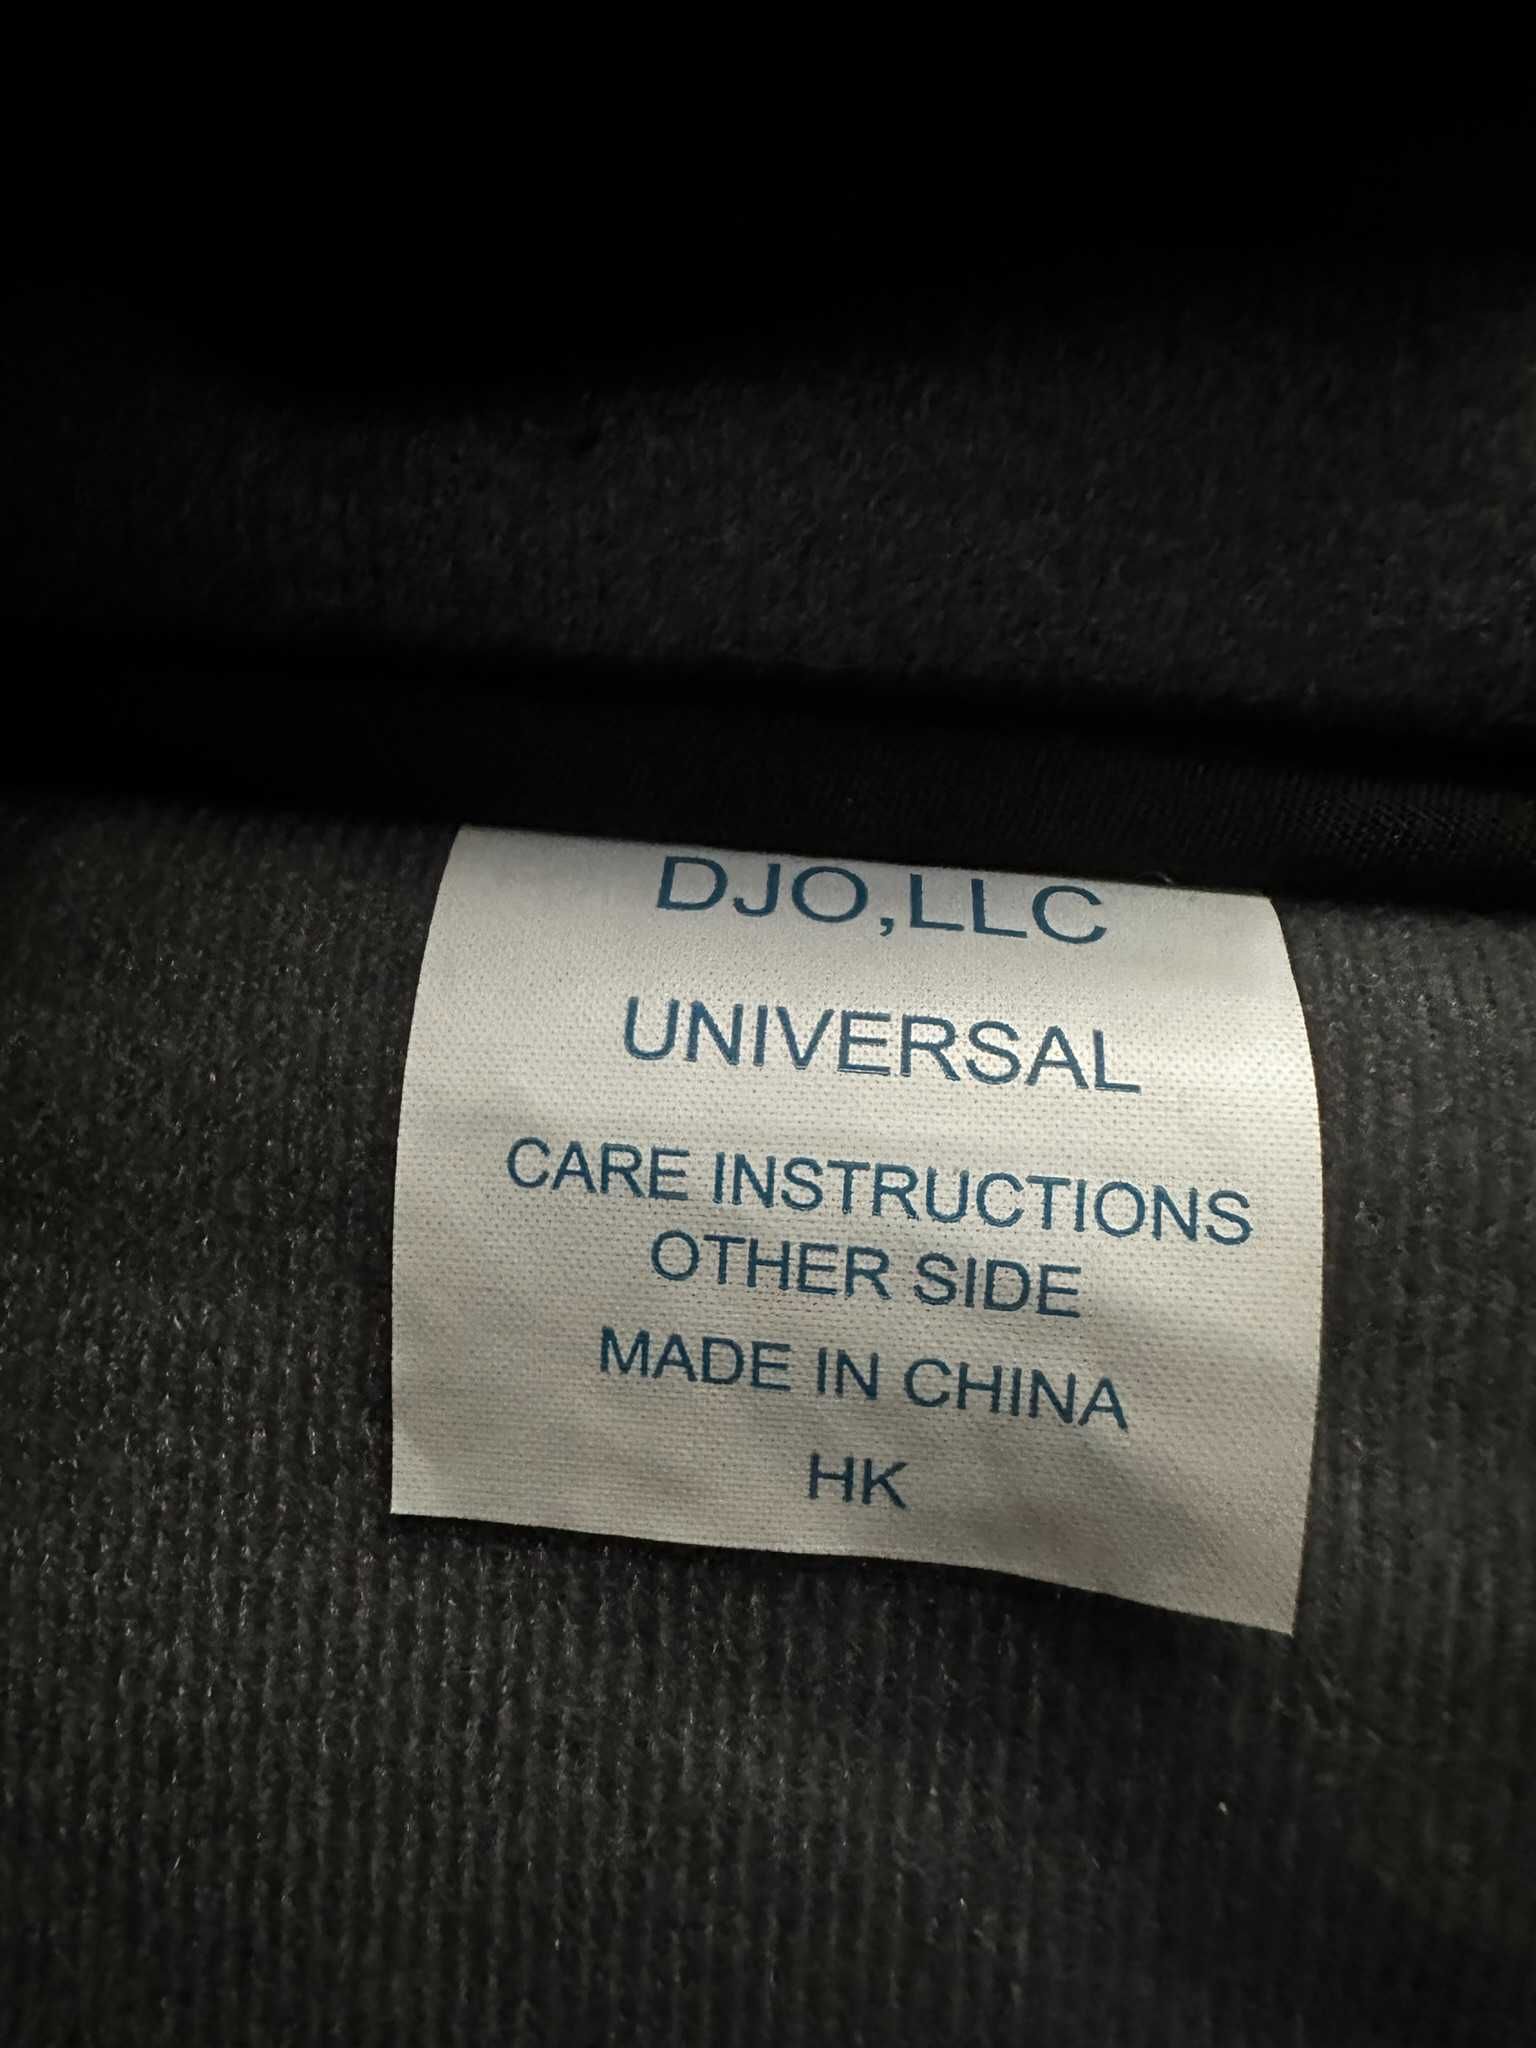 DJO,LLC
UNIVERSAL
CARE INSTRUCTIONS
OTHER SIDE
MADE IN CHINA
HK